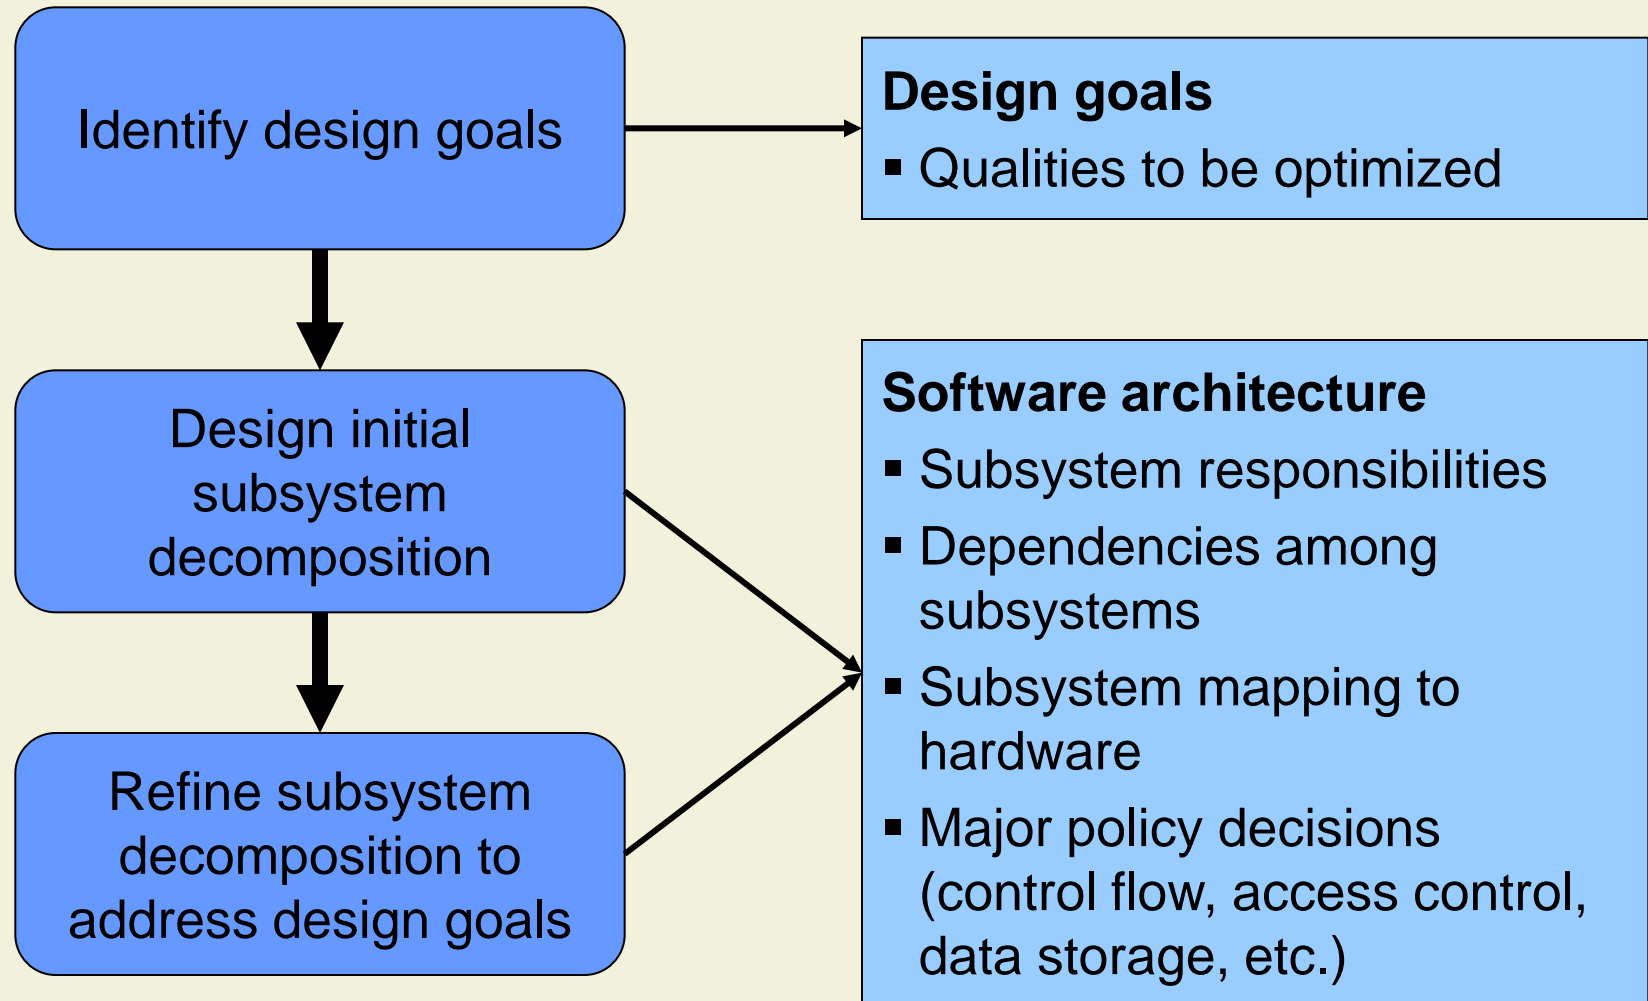 Identify design goals
Design goals
▪ Qualities to be optimized
Design initial
subsystem
decomposition
Software architecture
▪ Subsystem responsibilities
▪ Dependencies among
subsystems
▪ Subsystem mapping to
hardware
▪ Major policy decisions
(control flow, access control,
data storage, etc.)
Refine subsystem
decomposition to
address design goals